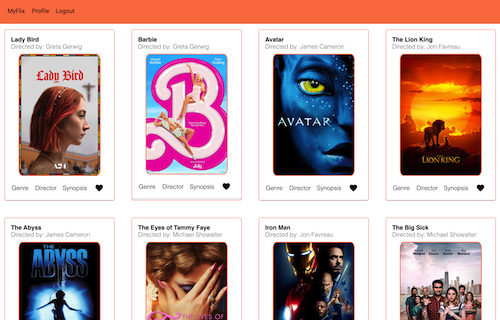 MyFlix Profile Logout
Lady Bird
Directed by: Greta Gerwig
Lady Bird
Genre Director Synopsis
Barbie
Directed by: Greta Gerwig
B
July
Genre Director Synopsis
Avatar
Directed by: James Cameron
AVATAR
Genre Director Synopsis
The Lion King
Directed by: Jon Favreau
THE
LION KING
Genre Director Synopsis
The Abyss
Directed by: James Cameron
THE
ABYSS
The Eyes of Tammy Faye
Directed by: Michael Showalter
THE EYES OF
Iron Man
Directed by: Jon Favreau
The Big Sick
Directed by: Michael Showalter